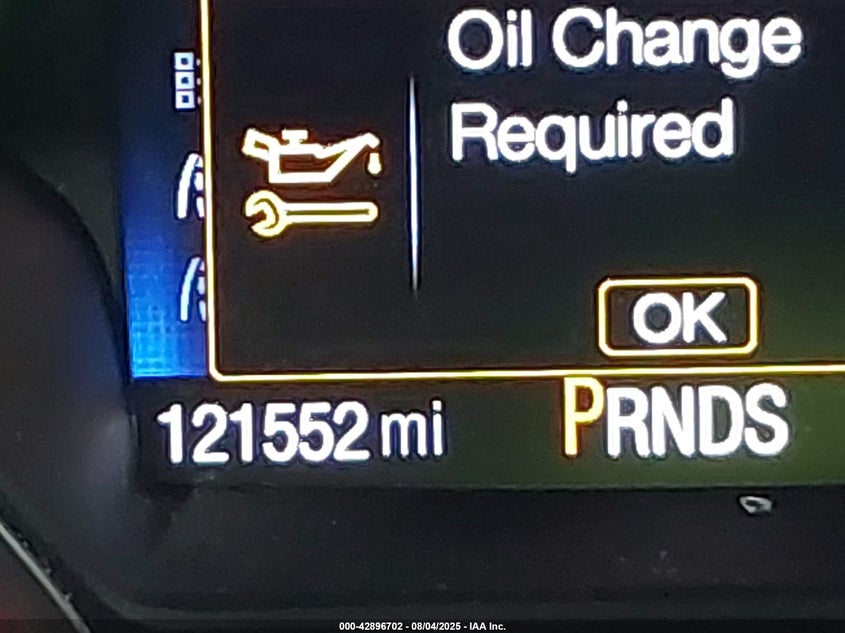 Oil Change
Required
OK
121552 mi
PRNDS
000-42896702 - 08/04/2025 - IAA Inc.